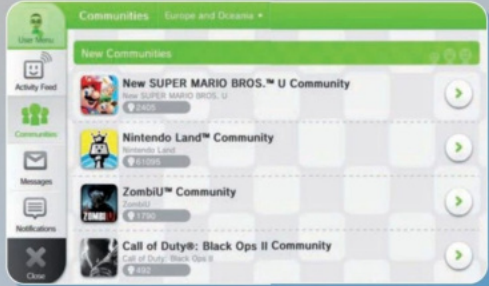 Communities Europe and Oceania
User Menu
New Communities
Activity Feed
New SUPER MARIO BROS.™ U Community
New SUPER MARIO BROS. U
2405
Communities
Nintendo Land™ Community
Nintendo Land
61095
Messages
ZombiU™ Community
ZombiU
1790
ZOMBIU
Notifications
Call of Duty®: Black Ops II Community
Call of Duty: Black Ops II
492
Close